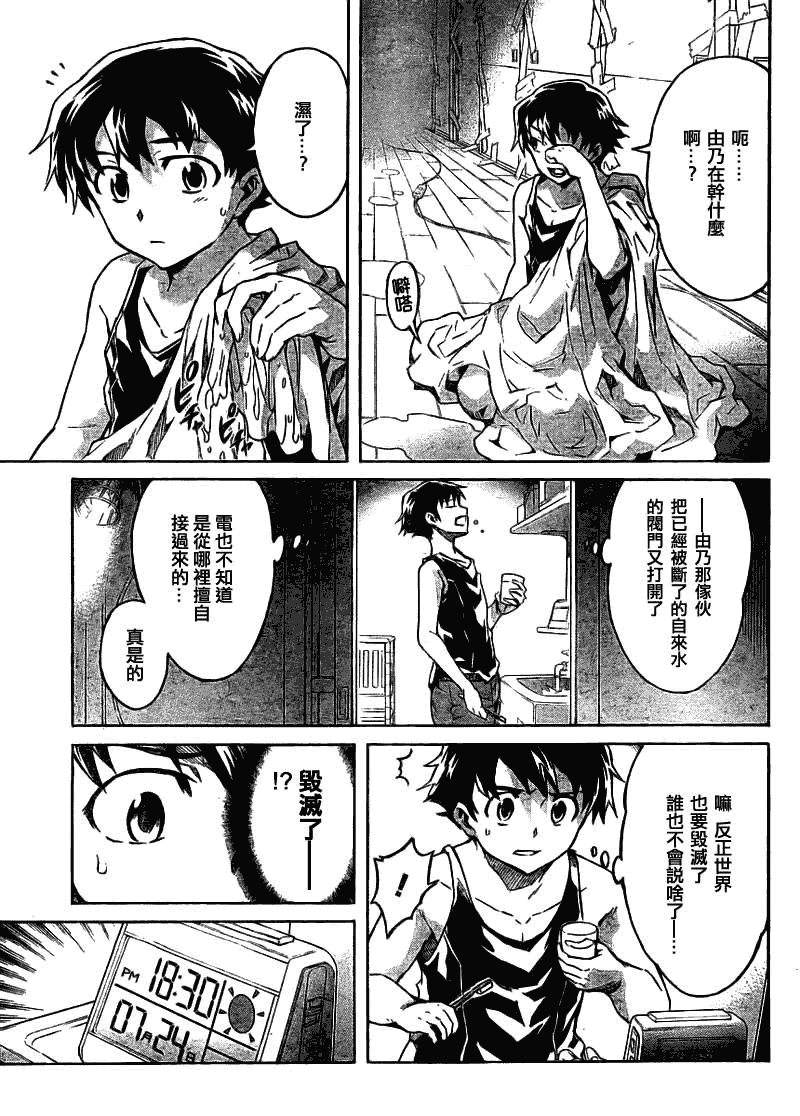 呃……
由乃在幹什麼
啊…?
噼嗒
濕了…?
——由乃那傢伙
把已經被斷了的自來水
的閥門又打開了
電也不知道
是從哪裡擅自
接過來的…
真是的
嘛 反正世界
也要毀滅了
誰也不會説啥了——…
!
毀滅了——
!?
PM 18:30
07月24日